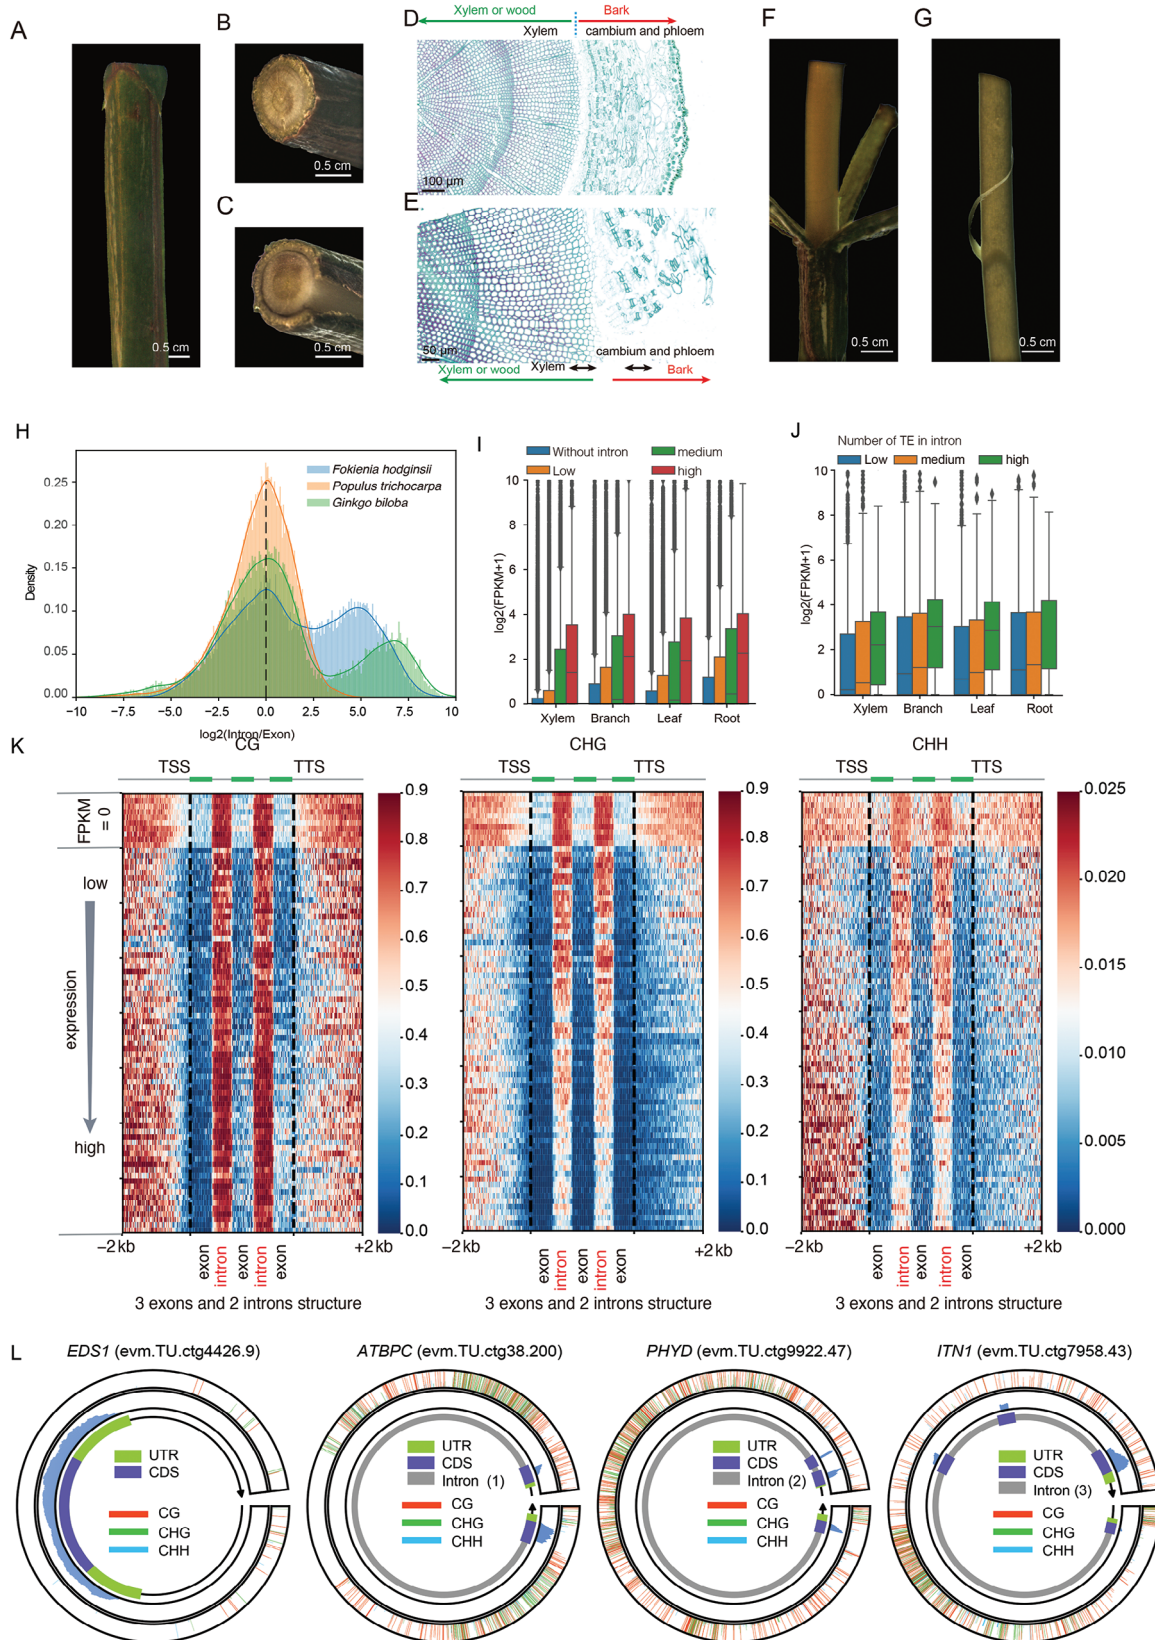 A
B
0.5 cm
C
0.5 cm
0.5 cm
D
Xylem or wood
Bark
Xylem
cambium and phloem
100 μm
E
50 μm
cambium and phloem
Xylem
Xylem or wood
Bark
F
0.5 cm
G
0.5 cm
H
Fokienia hodginsii
Populus trichocarpa
Ginkgo biloba
0.25
0.20
0.15
0.10
0.05
0.00
Density
−10
−7.5
−5.0
−2.5
0.0
2.5
5.0
7.5
10
log2(Intron/Exon)
I
Without intron
medium
Low
high
10
8
6
4
2
0
log2(FPKM+1)
Xylem
Branch
Leaf
Root
J
Number of TE in intron
Low
medium
high
10
8
6
4
2
0
log2(FPKM+1)
Xylem
Branch
Leaf
Root
K
CG
TSS
TTS
FPKM
= 0
low
expression
high
0.9
0.8
0.7
0.6
0.5
0.4
0.3
0.2
0.1
0.0
−2 kb
exon
intron
exon
intron
exon
+2 kb
3 exons and 2 introns structure
CHG
TSS
TTS
0.9
0.8
0.7
0.6
0.5
0.4
0.3
0.2
0.1
0.0
−2 kb
exon
intron
exon
intron
exon
+2 kb
3 exons and 2 introns structure
CHH
TSS
TTS
0.025
0.020
0.015
0.010
0.005
0.000
−2 kb
exon
intron
exon
intron
exon
+2 kb
3 exons and 2 introns structure
L
EDS1 (evm.TU.ctg4426.9)
UTR
CDS
CG
CHG
CHH
ATBPC (evm.TU.ctg38.200)
UTR
CDS
Intron (1)
CG
CHG
CHH
PHYD (evm.TU.ctg9922.47)
UTR
CDS
Intron (2)
CG
CHG
CHH
ITN1 (evm.TU.ctg7958.43)
UTR
CDS
Intron (3)
CG
CHG
CHH